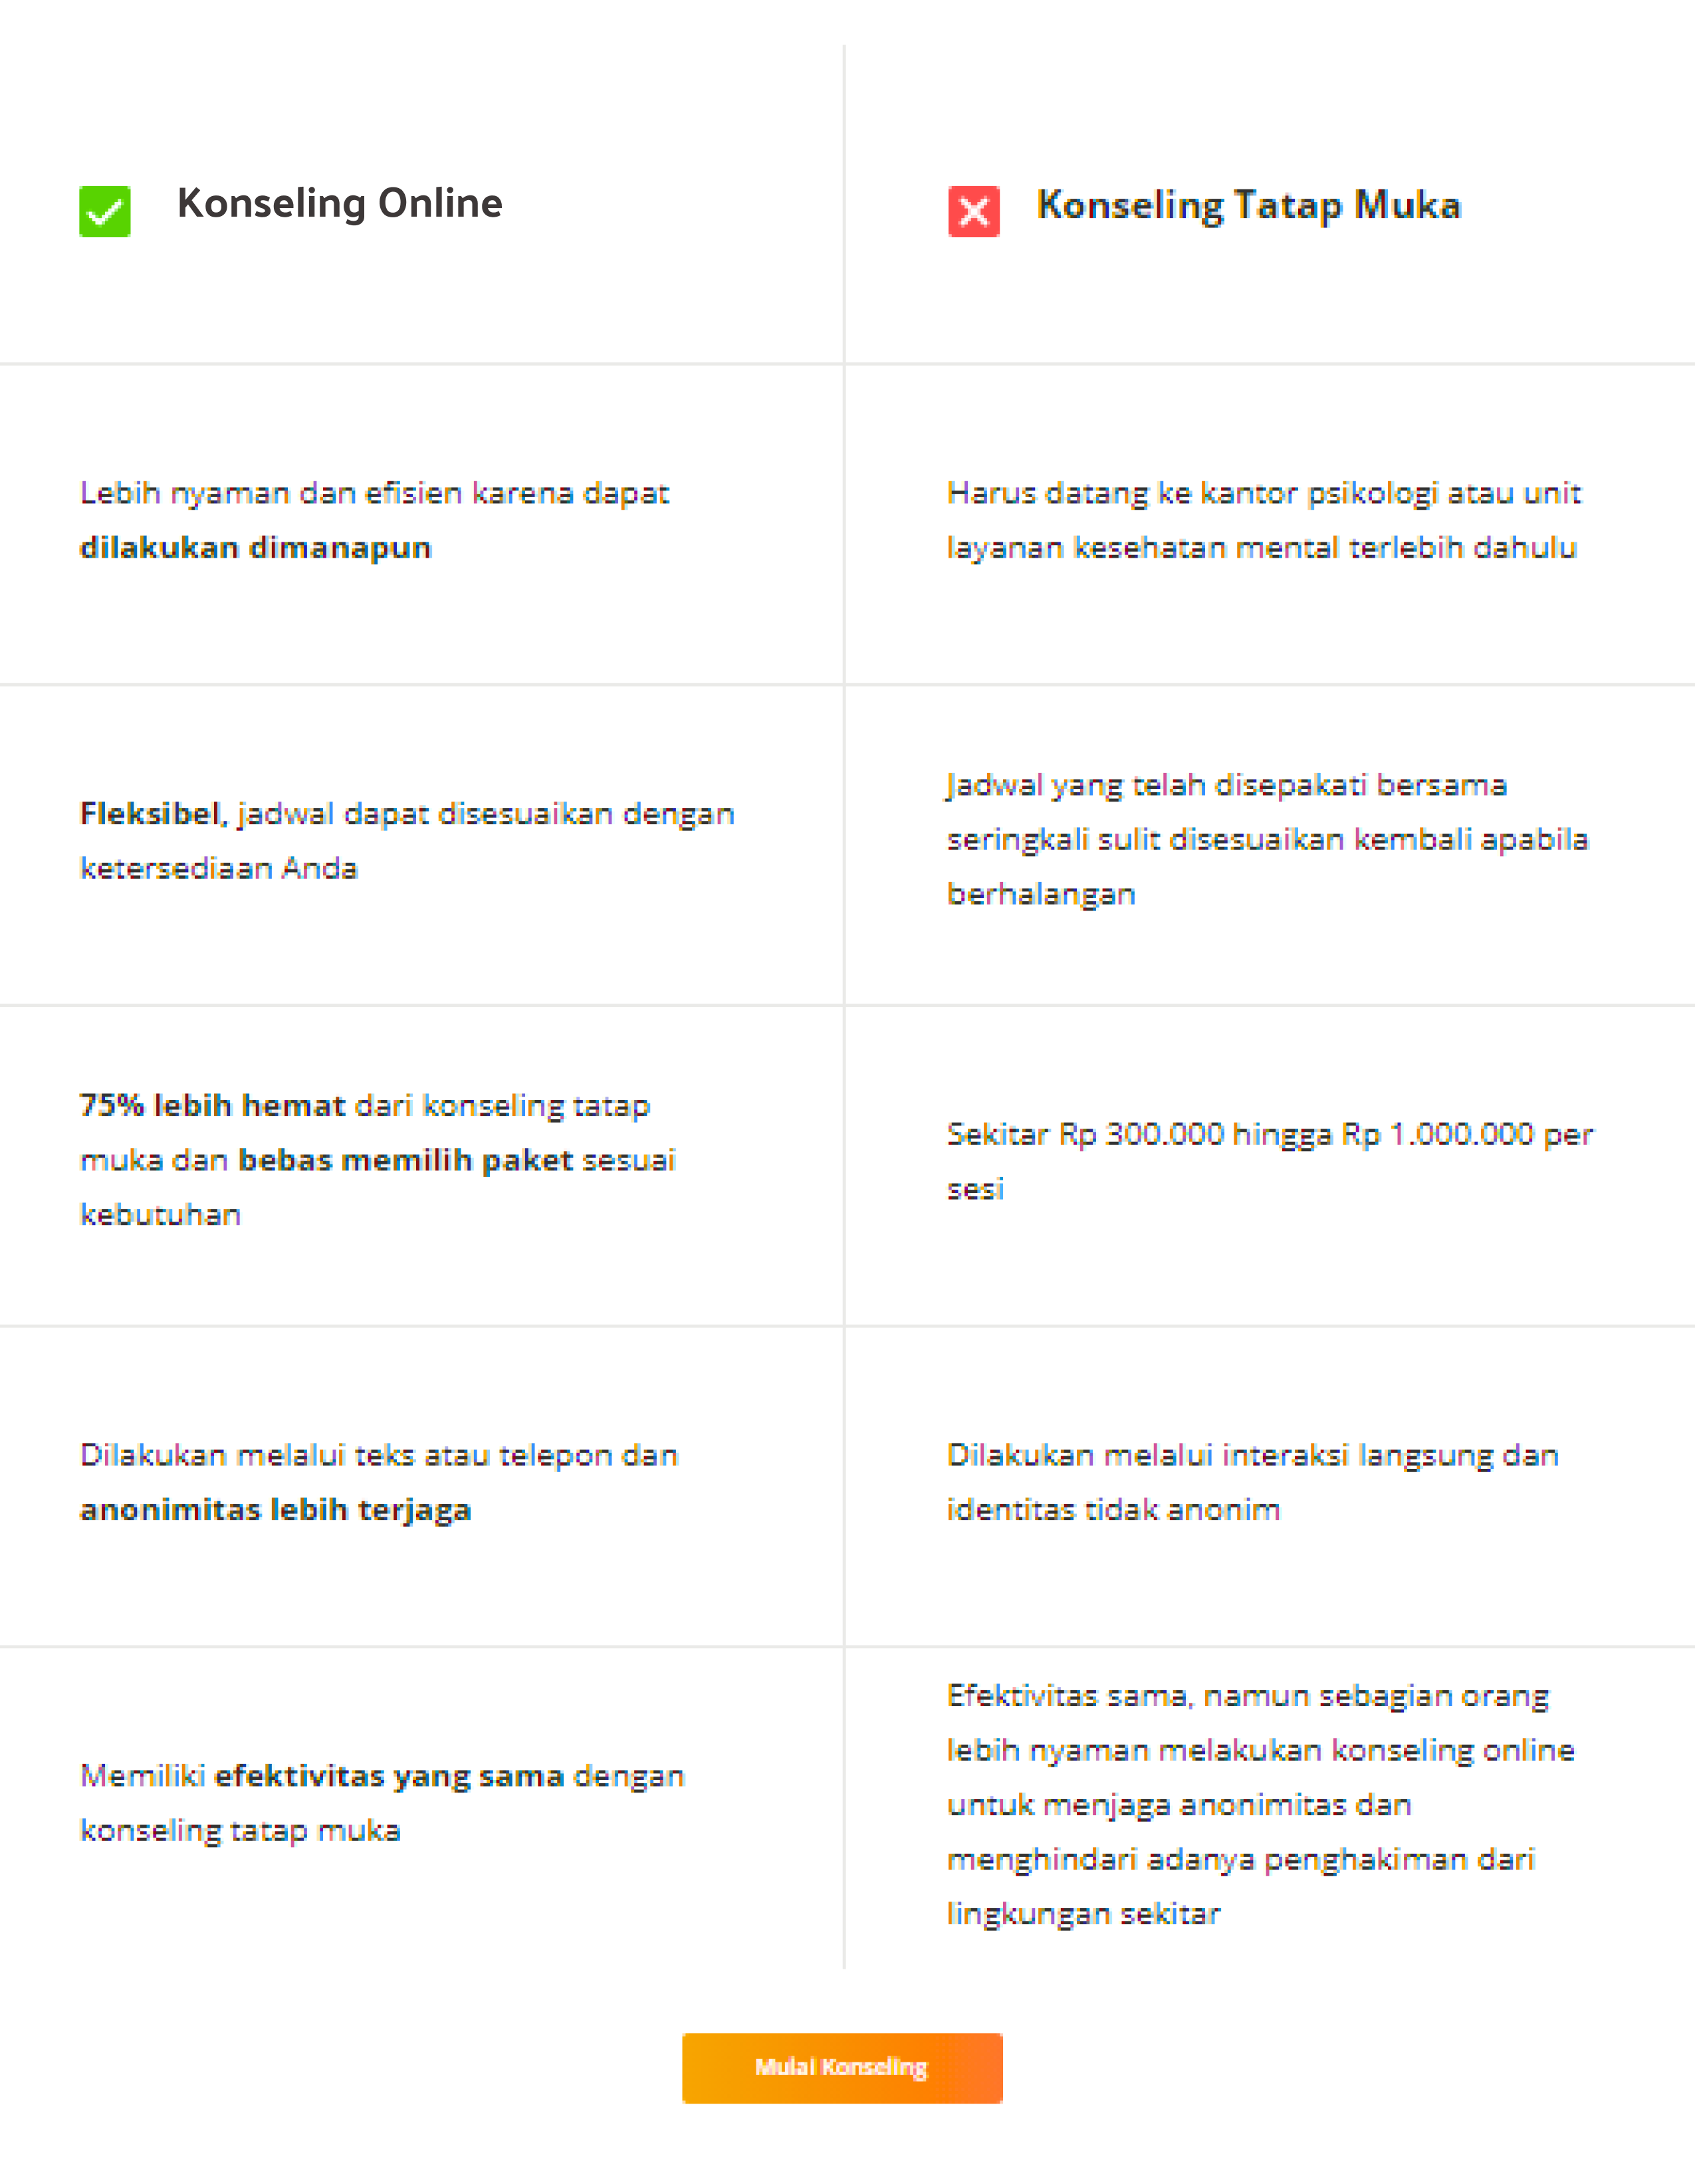 Konseling Online
Konseling Tatap Muka
Lebih nyaman dan efisien karena dapat
dilakukan dimanapun
Harus datang ke kantor psikologi atau unit
layanan kesehatan mental terlebih dahulu
Fleksibel, jadwal dapat disesuaikan dengan
ketersediaan Anda
Jadwal yang telah disepakati bersama
seringkali sulit disesuaikan kembali apabila
berhalangan
75% lebih hemat dari konseling tatap
muka dan bebas memilih paket sesuai
kebutuhan
Sekitar Rp 300.000 hingga Rp 1.000.000 per
sesi
Dilakukan melalui teks atau telepon dan
anonimitas lebih terjaga
Dilakukan melalui interaksi langsung dan
identitas tidak anonim
Memiliki efektivitas yang sama dengan
konseling tatap muka
Efektivitas sama, namun sebagian orang
lebih nyaman melakukan konseling online
untuk menjaga anonimitas dan
menghindari adanya penghakiman dari
lingkungan sekitar
Mulai Konseling